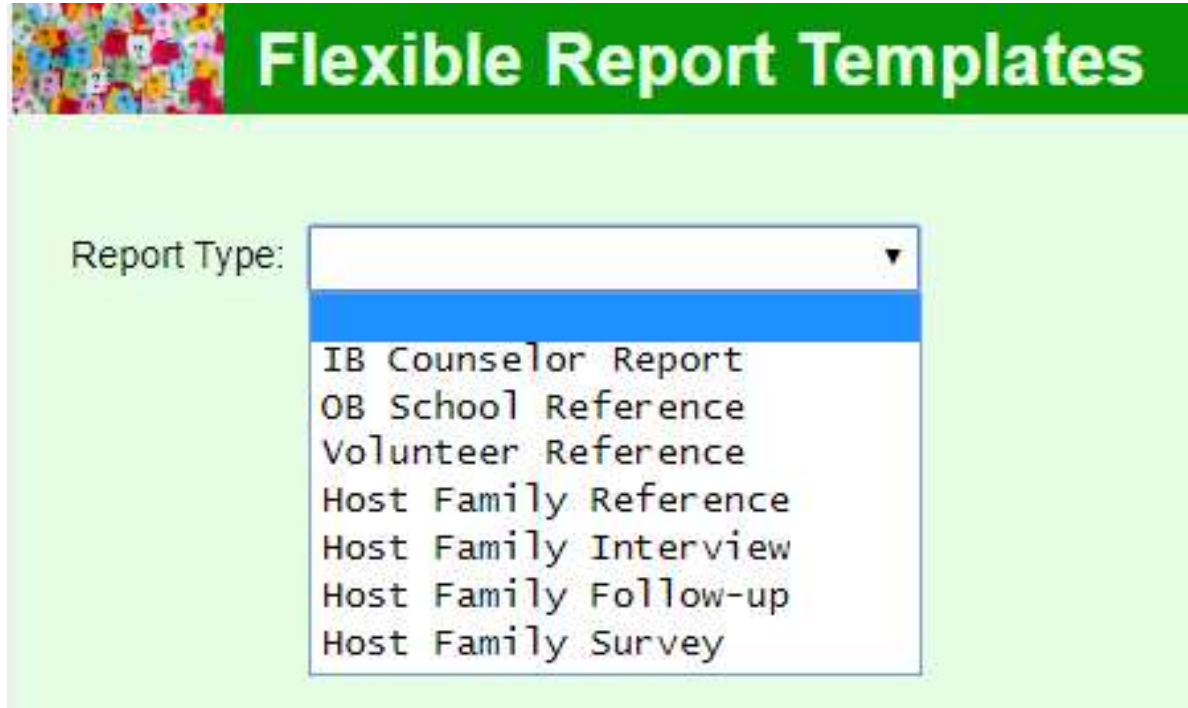 Flexible Report Templates
Report Type:
IB Counselor Report
OB School Reference
Volunteer Reference
Host Family Reference
Host Family Interview
Host Family Follow-up
Host Family Survey